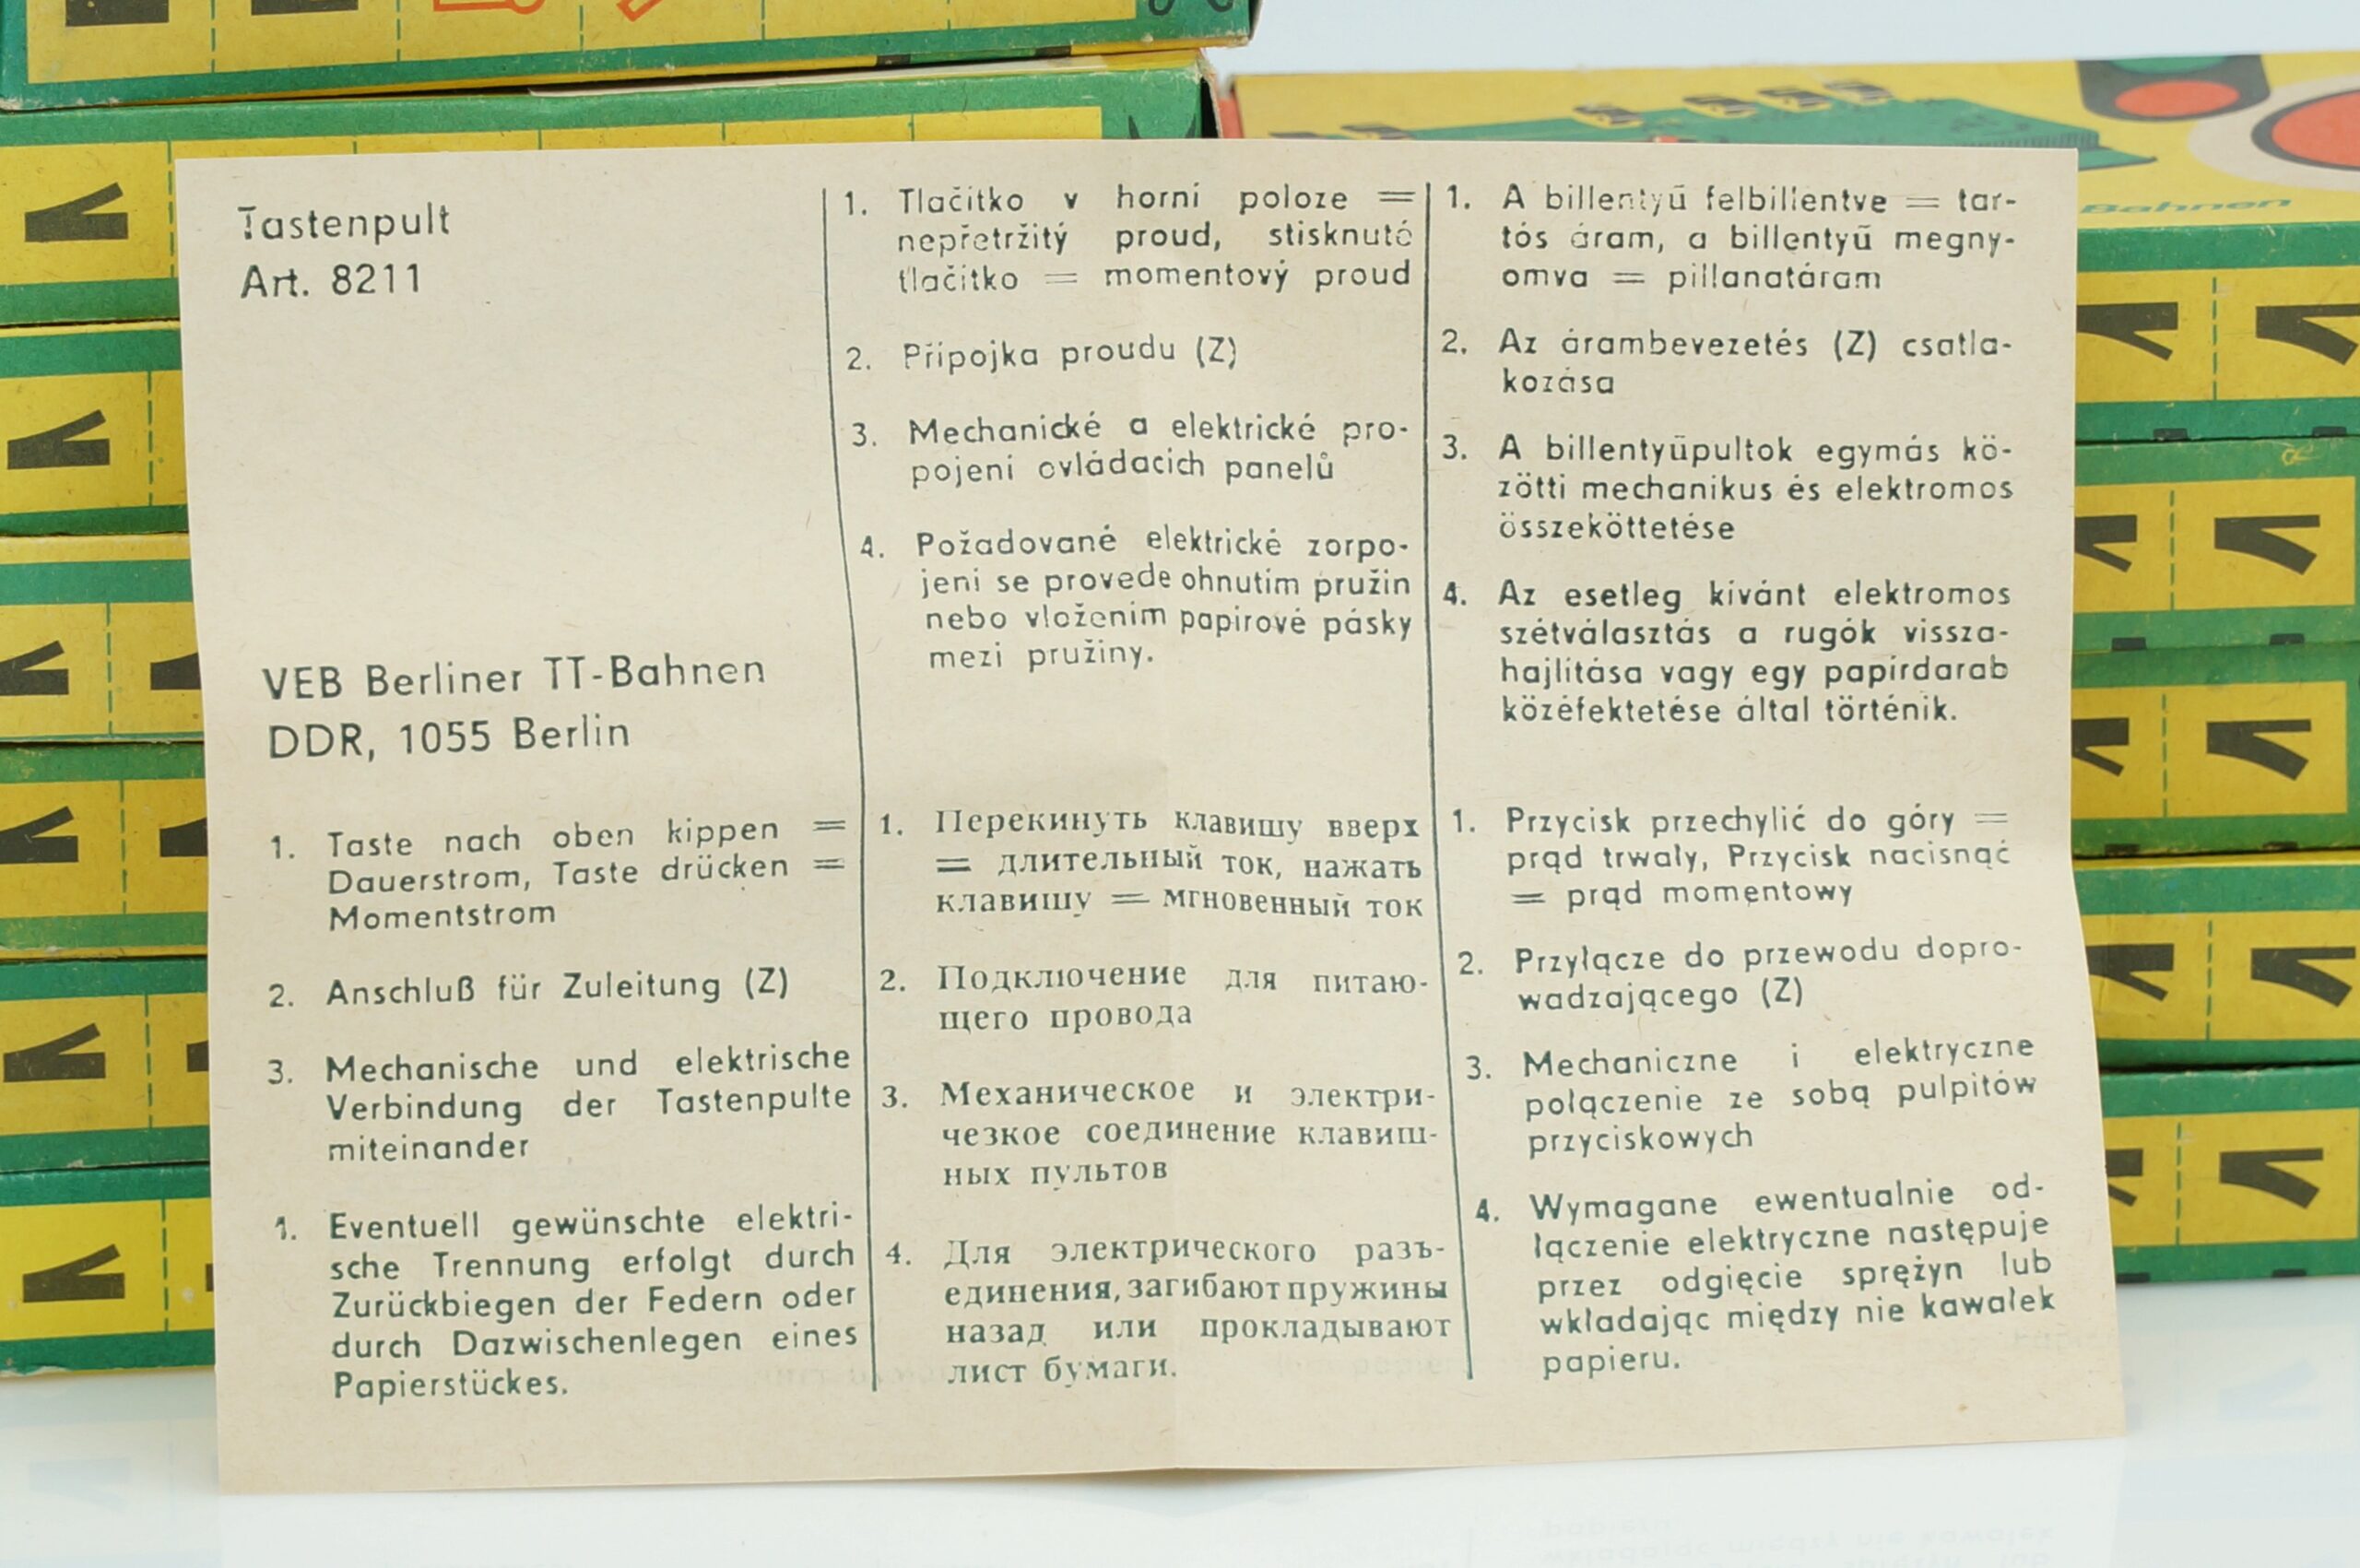 Tastenpult
Art. 8211
VEB Berliner TT-Bahnen
DDR, 1055 Berlin
1. Taste nach oben kippen =
Dauerstrom, Taste drücken =
Momentstrom
2. Anschluß für Zuleitung (Z)
3. Mechanische und elektrische
Verbindung der Tastenpulte
miteinander
4. Eventuell gewünschte elektri-
sche Trennung erfolgt durch
Zurückbiegen der Federn oder
durch Dazwischenlegen eines
Papierstückes.
1. Tlačítko v horní poloze =
nepřetržitý proud, stisknuté
tlačítko = momentový proud
2. Přípojka proudu (Z)
3. Mechanické a elektrické pro-
pojení ovládacích panelů
4. Požadované elektrické zorpo-
jení se provede ohnutím pružin
nebo vložením papírové pásky
mezi pružiny.
1. Перекинуть клавишу вверх
= длительный ток, нажать
клавишу = мгновенный ток
2. Подключение для питаю-
щего провода
3. Механическое и электри-
чезкое соединение клавиш-
ных пультов
4. Для электрического разъ-
единения, загибают пружины
назад или прокладывают
лист бумаги.
1. A billentyű felbillentve = tar-
tós áram, a billentyű megny-
omva = pillanatáram
2. Az árambevezetés (Z) csatla-
kozása
3. A billentyűpultok egymás kö-
zötti mechanikus és elektromos
összeköttetése
4. Az esetleg kívánt elektromos
szétválasztás a rugók vissza-
hajlítása vagy egy papírdarab
közéfektetése által történik.
1. Przycisk przechylić do góry =
prąd trwały, Przycisk nacisnąć
= prąd momentowy
2. Przyłącze do przewodu dopro-
wadzającego (Z)
3. Mechaniczne i elektryczne
połączenie ze sobą pulpitów
przyciskowych
4. Wymagane ewentualnie od-
łączenie elektryczne następuje
przez odgięcie sprężyn lub
wkładając między nie kawałek
papieru.
Bahnen